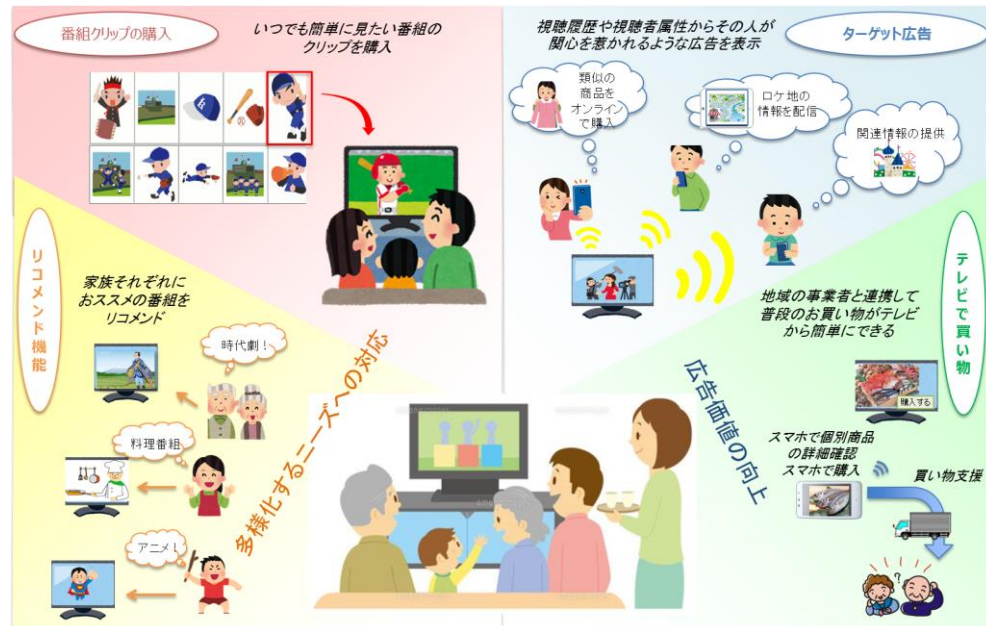 番組クリップの購入
いつでも簡単に見たい番組の
クリップを購入
視聴履歴や視聴者属性からその人が
関心を惹かれるような広告を表示
ターゲット広告
類似の
商品を
オンライン
で購入
ロケ地の
情報を配信
関連情報の提供
リコメンド機能
家族それぞれに
おススメの番組を
リコメンド
時代劇！
料理番組
アニメ！
多様化するニーズへの対応
広告価値の向上
テレビで買い物
地域の事業者と連携して
普段のお買い物がテレビ
から簡単にできる
購入する
スマホで個別商品
の詳細確認
スマホで購入
買い物支援